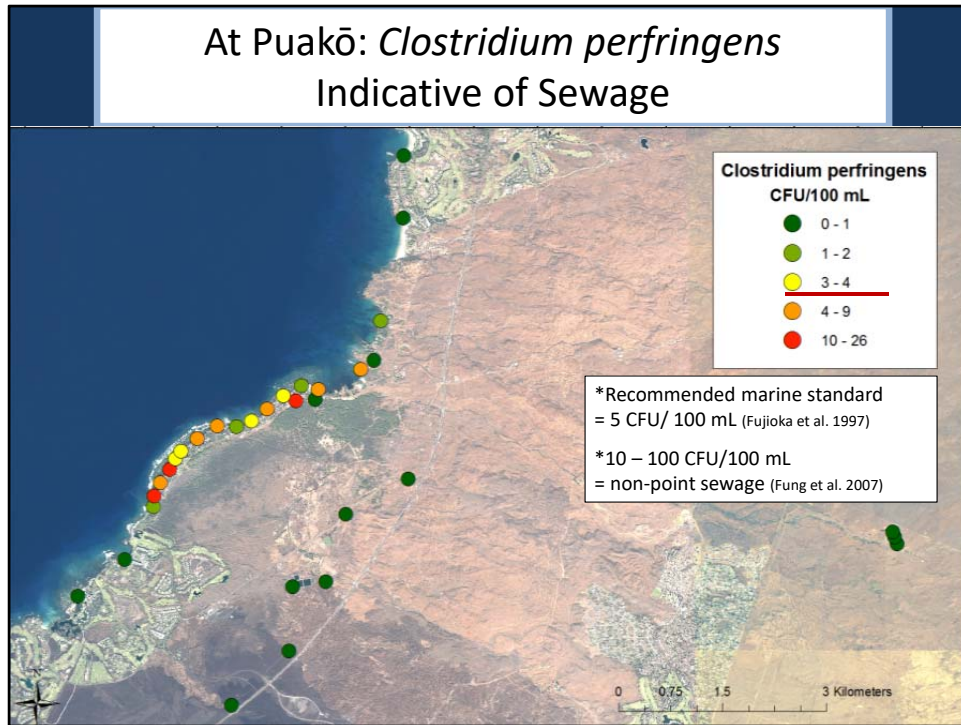 At Puakō: Clostridium perfringens
Indicative of Sewage
Clostridium perfringens
CFU/100 mL
0 - 1
1 - 2
3 - 4
4 - 9
10 - 26
*Recommended marine standard
= 5 CFU/ 100 mL (Fujioka et al. 1997)
*10 – 100 CFU/100 mL
= non-point sewage (Fung et al. 2007)
0 0.75 1.5 3 Kilometers